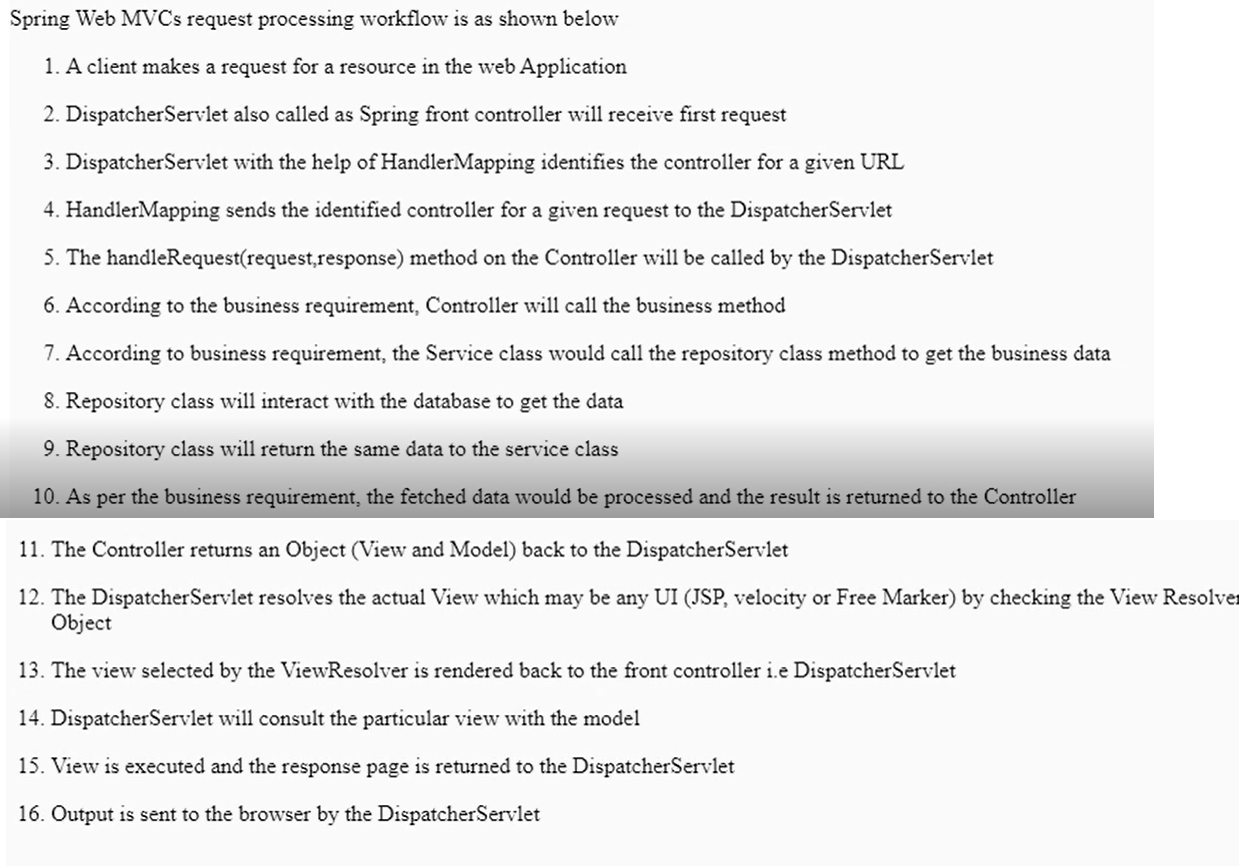 Spring Web MVCs request processing workflow is as shown below
1. A client makes a request for a resource in the web Application
2. DispatcherServlet also called as Spring front controller will receive first request
3. DispatcherServlet with the help of HandlerMapping identifies the controller for a given URL
4. HandlerMapping sends the identified controller for a given request to the DispatcherServlet
5. The handleRequest(request,response) method on the Controller will be called by the DispatcherServlet
6. According to the business requirement, Controller will call the business method
7. According to business requirement, the Service class would call the repository class method to get the business data
8. Repository class will interact with the database to get the data
9. Repository class will return the same data to the service class
10. As per the business requirement, the fetched data would be processed and the result is returned to the Controller
11. The Controller returns an Object (View and Model) back to the DispatcherServlet
12. The DispatcherServlet resolves the actual View which may be any UI (JSP, velocity or Free Marker) by checking the View Resolver
Object
13. The view selected by the ViewResolver is rendered back to the front controller i.e DispatcherServlet
14. DispatcherServlet will consult the particular view with the model
15. View is executed and the response page is returned to the DispatcherServlet
16. Output is sent to the browser by the DispatcherServlet